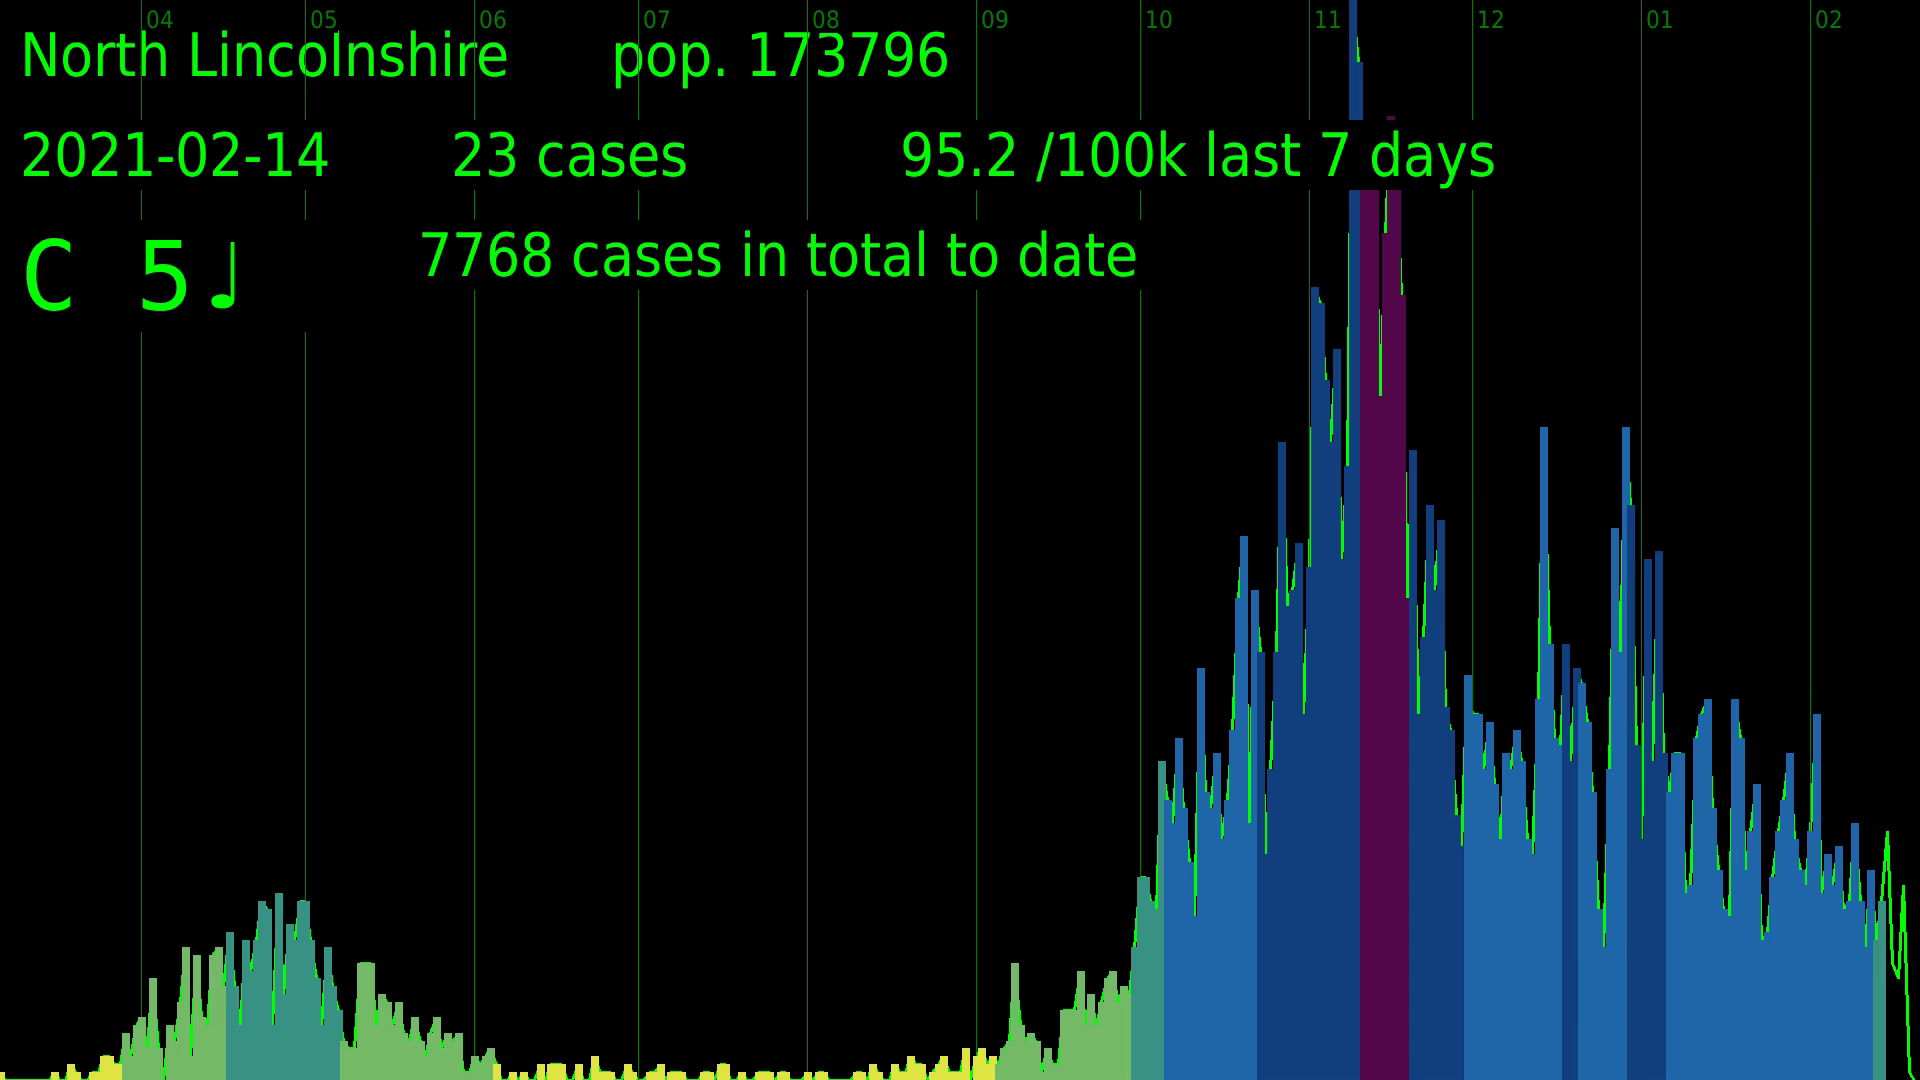 04 05 06 07 08 09 10 11 12 01 02
North Lincolnshire pop. 173796
2021-02-14 23 cases 95.2 /100k last 7 days
C 5♩ 7768 cases in total to date